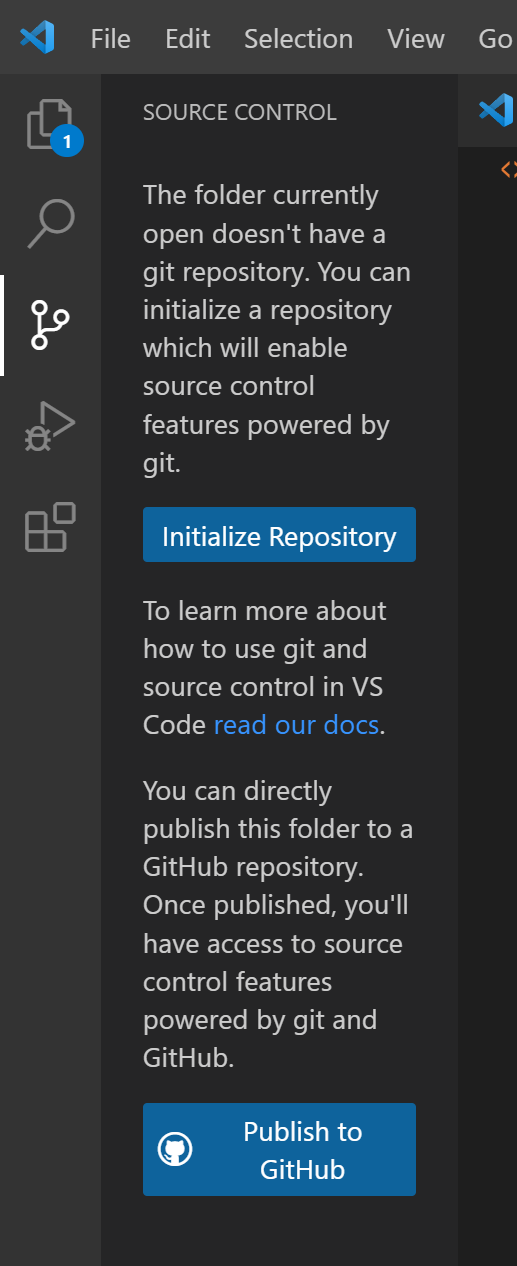 File Edit Selection View Go
SOURCE CONTROL
1
The folder currently
open doesn't have a
git repository. You can
initialize a repository
which will enable
source control
features powered by
git.
Initialize Repository
To learn more about
how to use git and
source control in VS
Code read our docs.
You can directly
publish this folder to a
GitHub repository.
Once published, you'll
have access to source
control features
powered by git and
GitHub.
Publish to
GitHub